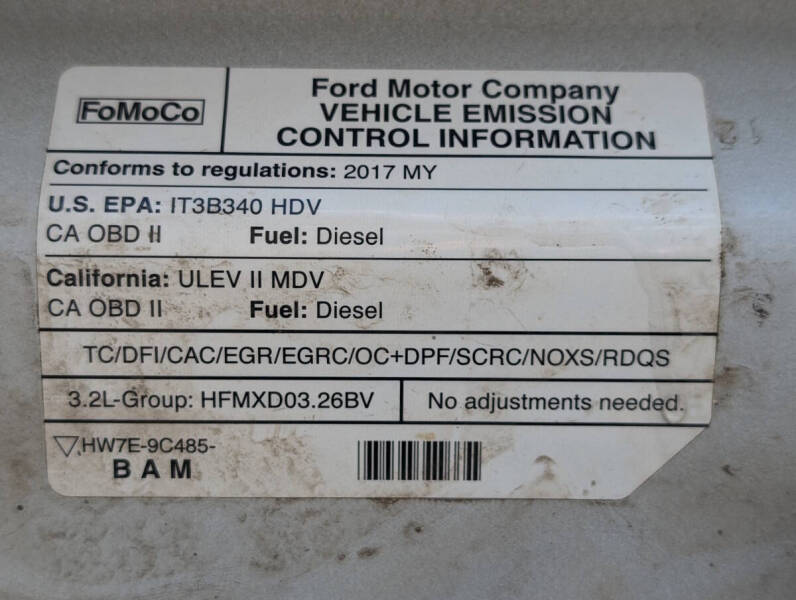 FoMoCo
Ford Motor Company
VEHICLE EMISSION
CONTROL INFORMATION
Conforms to regulations: 2017 MY
U.S. EPA: IT3B340 HDV
CA OBD II Fuel: Diesel
California: ULEV II MDV
CA OBD II Fuel: Diesel
TC/DFI/CAC/EGR/EGRC/OC+DPF/SCRC/NOXS/RDQS
3.2L-Group: HFMXD03.26BV No adjustments needed.
HW7E-9C485-
BAM